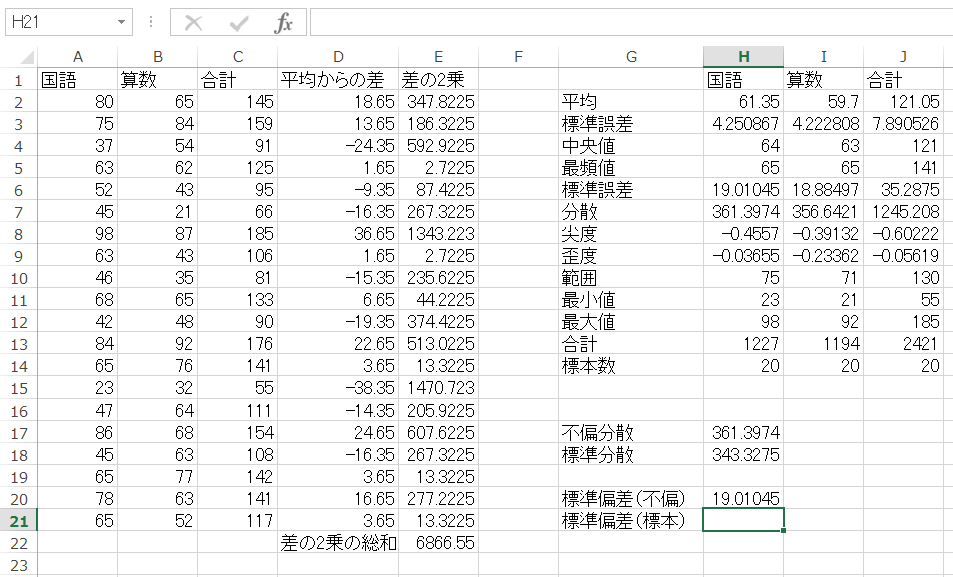 H21 fx
A B C D E F G H I J
1 国語 算数 合計 平均からの差 差の2乗 国語 算数 合計
2 80 65 145 18.65 347.8225 平均 61.35 59.7 121.05
3 75 84 159 13.65 186.3225 標準誤差 4.250867 4.222808 7.890526
4 37 54 91 -24.35 592.9225 中央値 64 63 121
5 63 62 125 1.65 2.7225 最頻値 65 65 141
6 52 43 95 -9.35 87.4225 標準誤差 19.01045 18.88497 35.2875
7 45 21 66 -16.35 267.3225 分散 361.3974 356.6421 1245.208
8 98 87 185 36.65 1343.223 尖度 -0.4557 -0.39132 -0.60222
9 63 43 106 1.65 2.7225 歪度 -0.03655 -0.23362 -0.05619
10 46 35 81 -15.35 235.6225 範囲 75 71 130
11 68 65 133 6.65 44.2225 最小値 23 21 55
12 42 48 90 -19.35 374.4225 最大値 98 92 185
13 84 92 176 22.65 513.0225 合計 1227 1194 2421
14 65 76 141 3.65 13.3225 標本数 20 20 20
15 23 32 55 -38.35 1470.723
16 47 64 111 -14.35 205.9225
17 86 68 154 24.65 607.6225 不偏分散 361.3974
18 45 63 108 -16.35 267.3225 標準分散 343.3275
19 65 77 142 3.65 13.3225
20 78 63 141 16.65 277.2225 標準偏差(不偏) 19.01045
21 65 52 117 3.65 13.3225 標準偏差(標本)
22 差の2乗の総和 6866.55
23